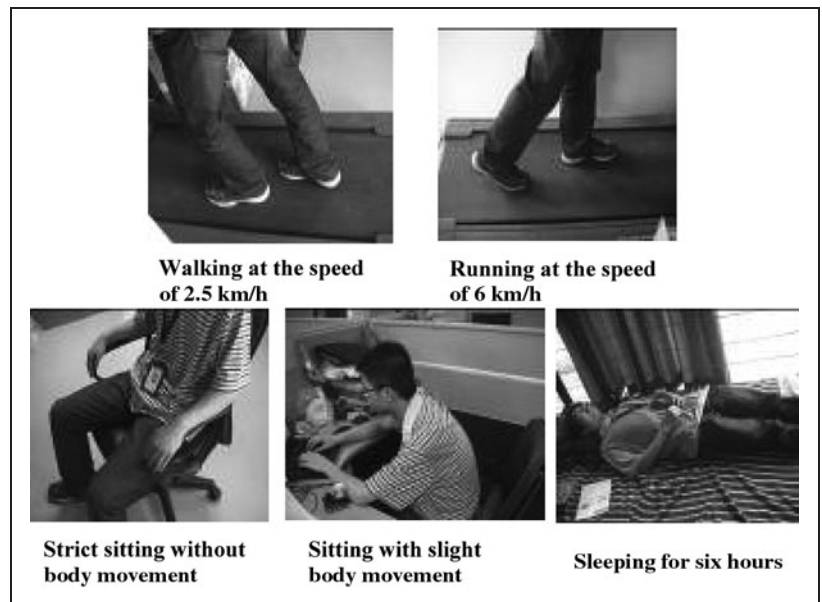 Walking at the speed
of 2.5 km/h
Running at the speed
of 6 km/h
Strict sitting without
body movement
Sitting with slight
body movement
Sleeping for six hours